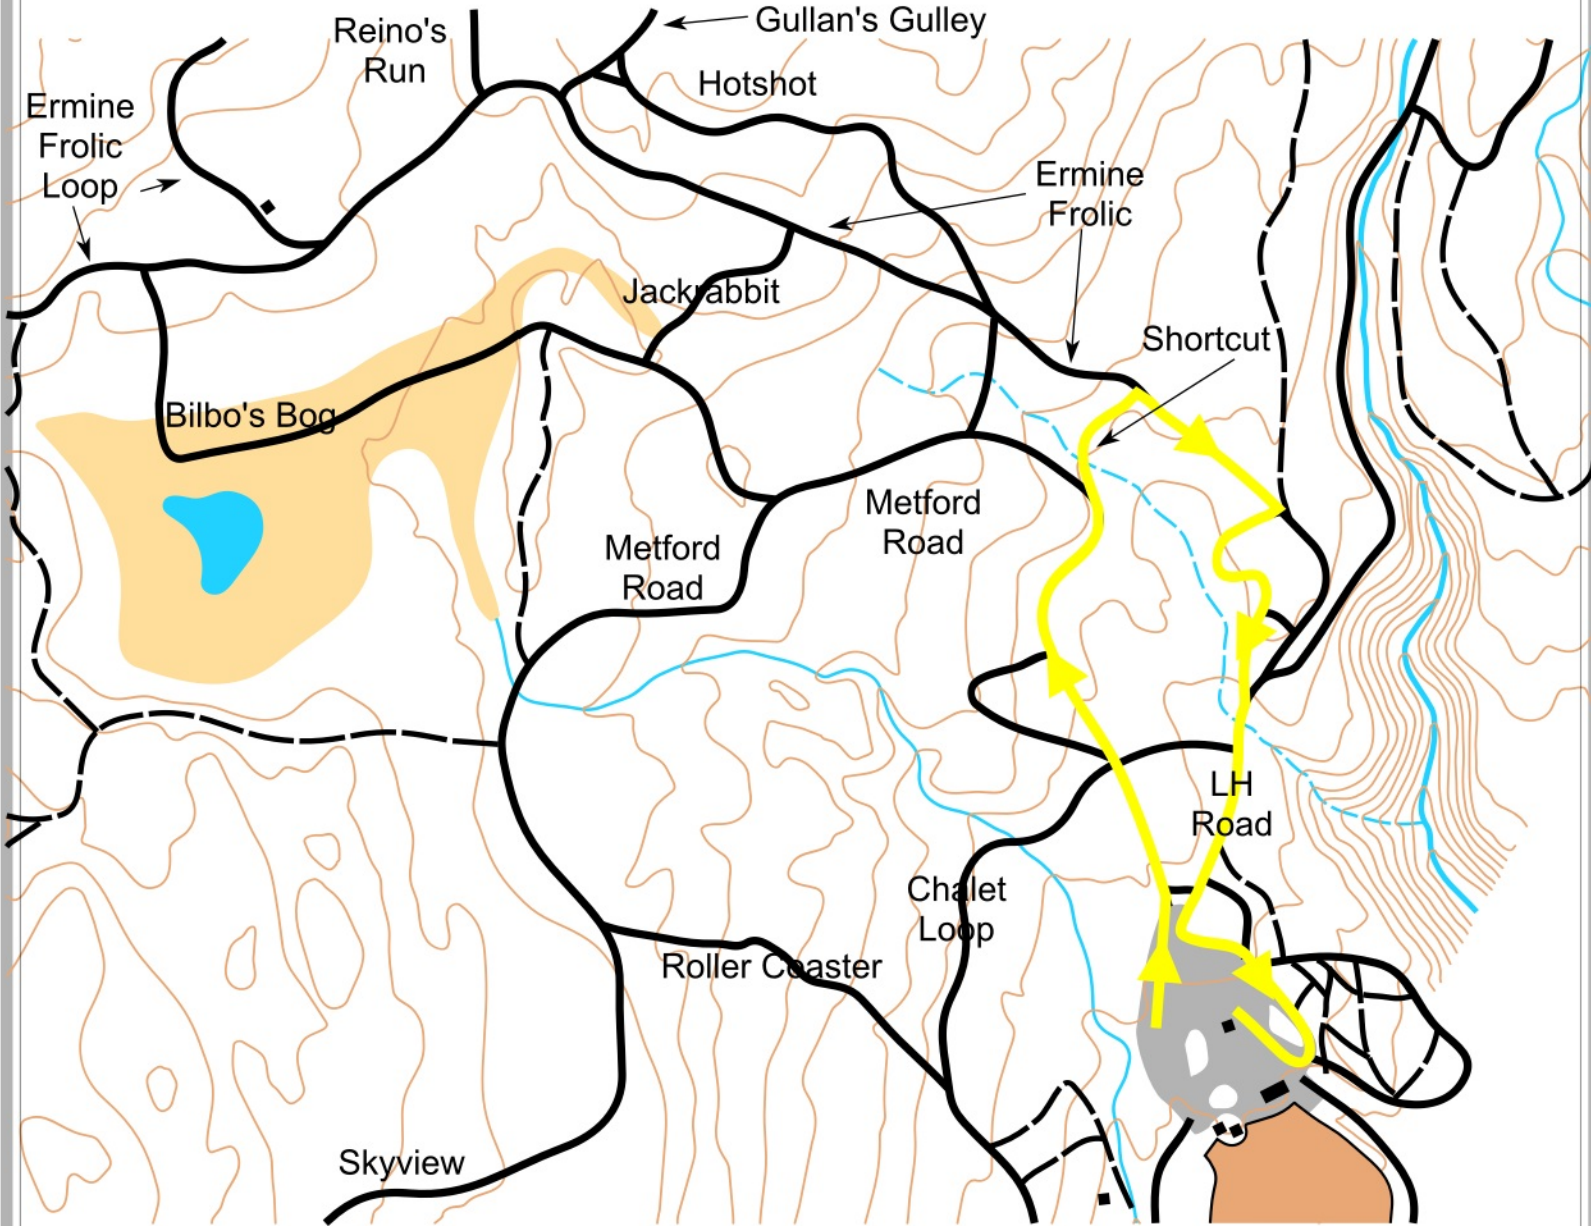 Reino's
Run
Gullan's Gulley
Hotshot
Ermine
Frolic
Loop
Ermine
Frolic
Jackrabbit
Shortcut
Bilbo's Bog
Metford
Road
Metford
Road
LH
Road
Chalet
Loop
Roller Coaster
Skyview